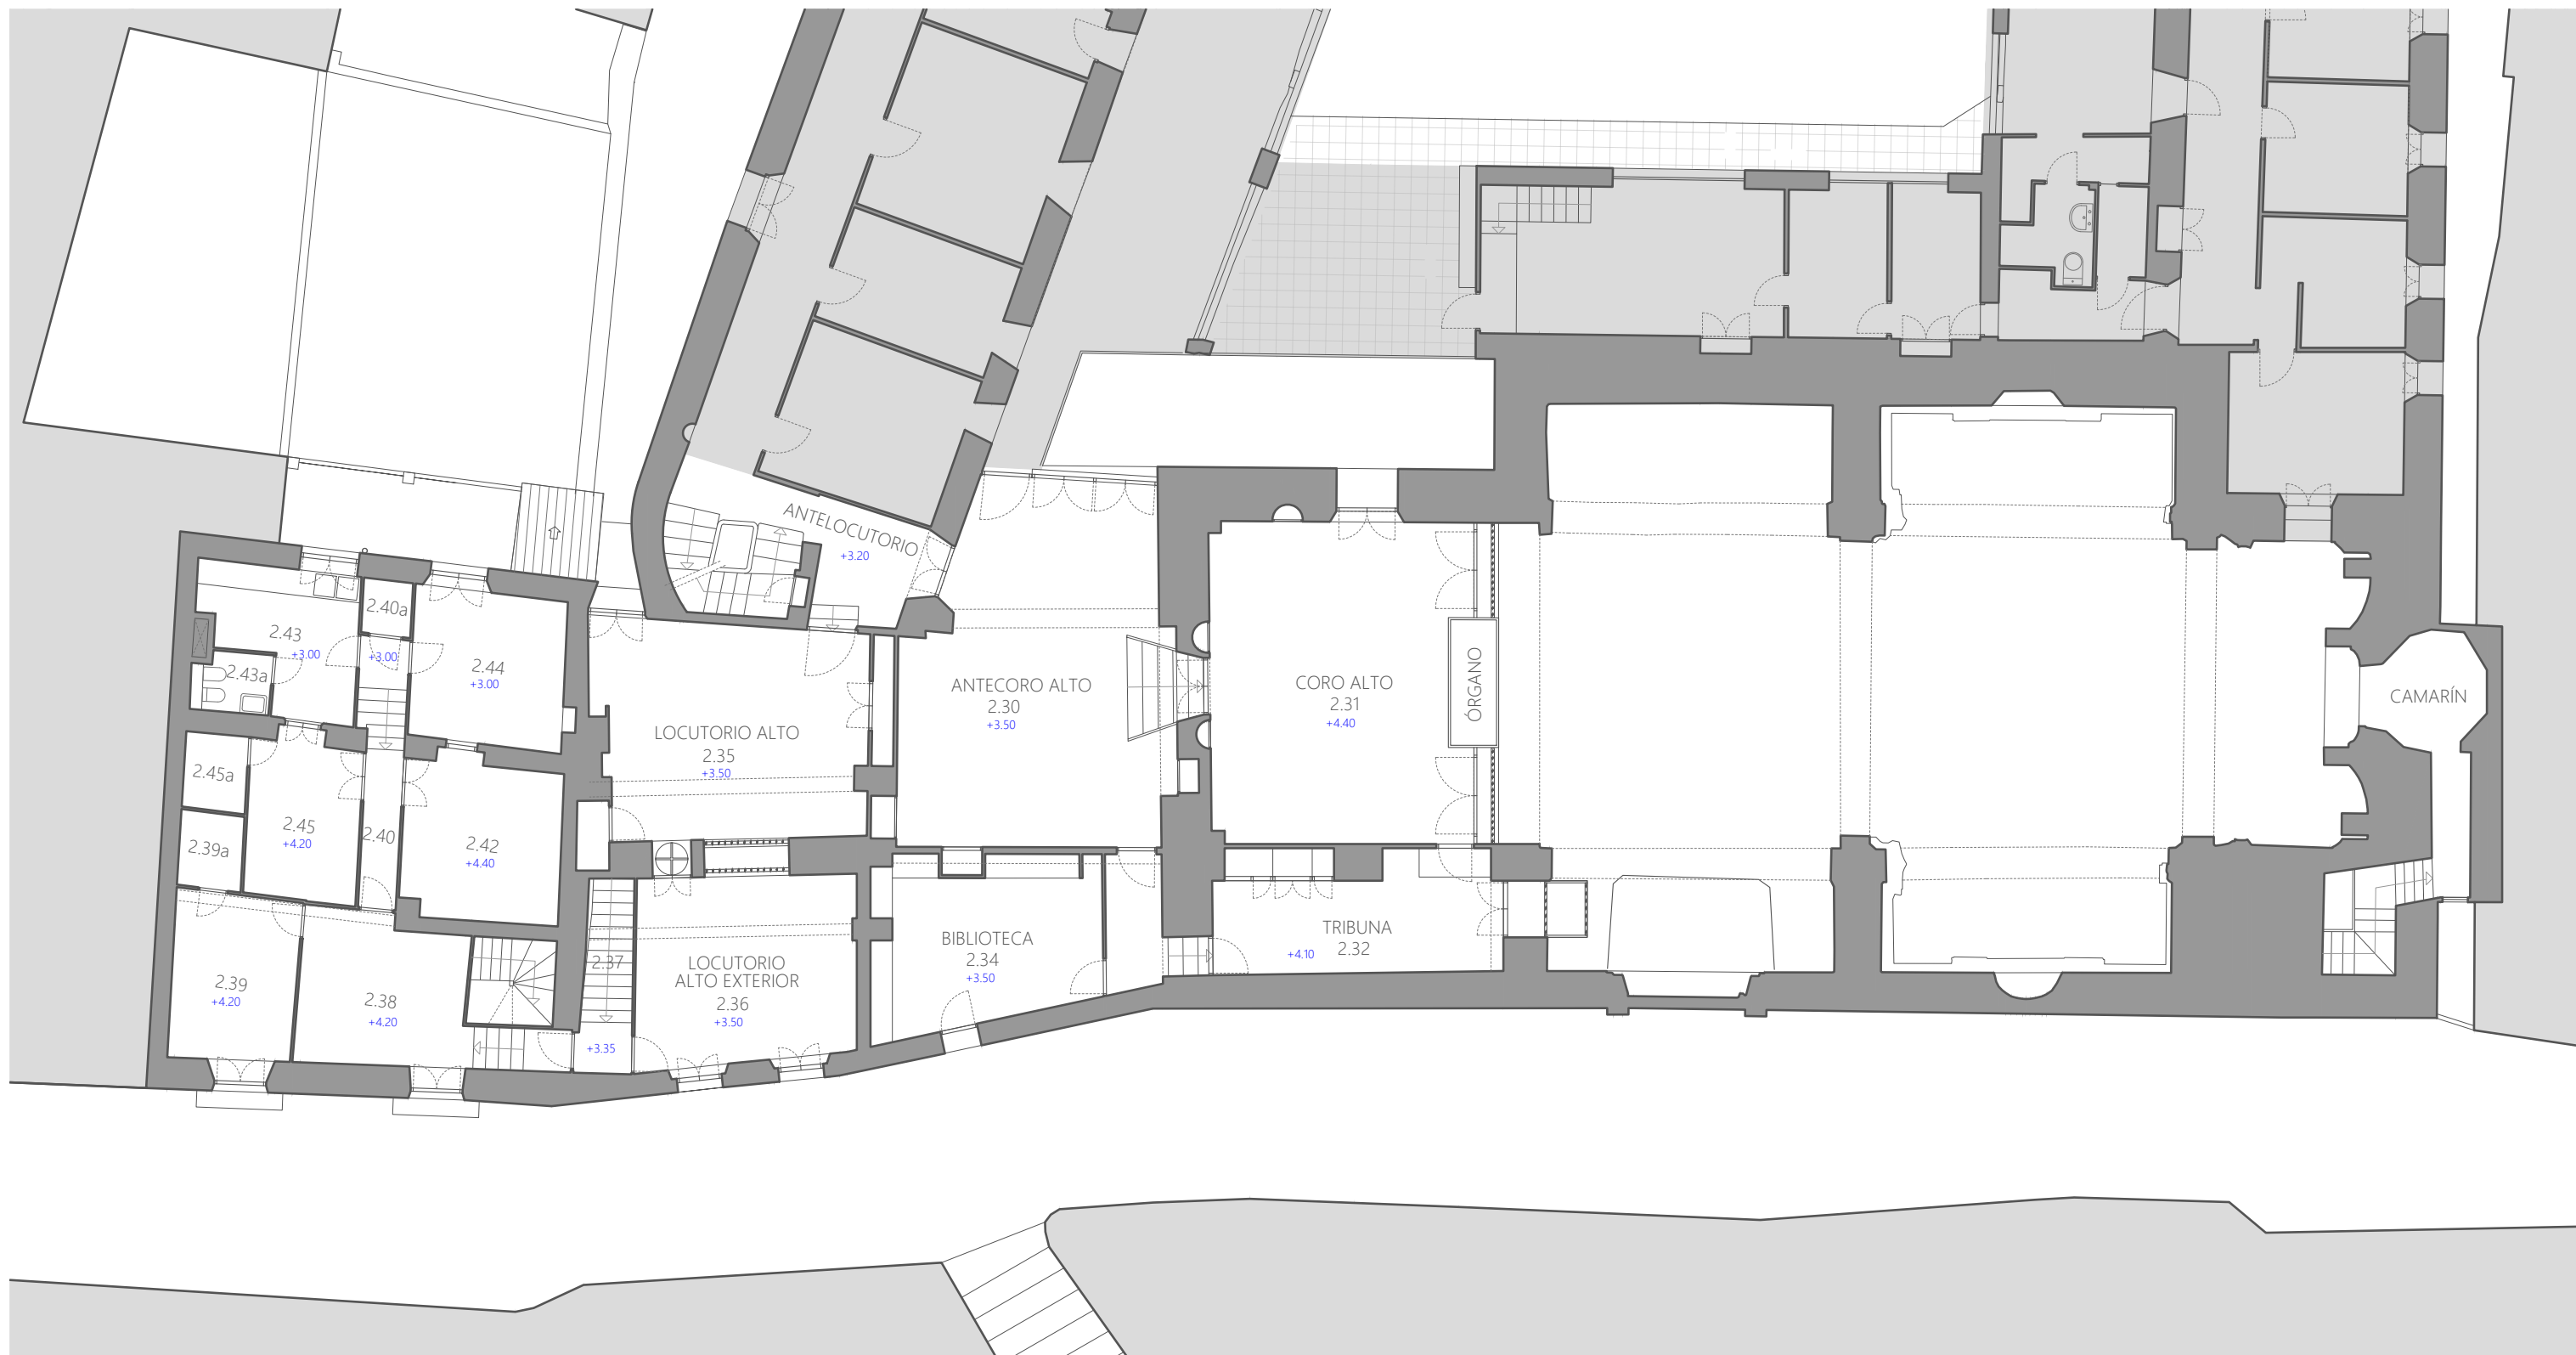 ANTELOCUTORIO
+3.20
2.40a
2.43
+3.00
+3.00
2.43a
2.44
+3.00
LOCUTORIO ALTO
2.35
+3.50
ANTECORO ALTO
2.30
+3.50
CORO ALTO
2.31
+4.40
ÓRGANO
CAMARÍN
2.45a
2.45
+4.20
2.40
2.42
+4.40
2.39a
2.39
+4.20
2.38
+4.20
2.37
+3.35
LOCUTORIO
ALTO EXTERIOR
2.36
+3.50
BIBLIOTECA
2.34
+3.50
TRIBUNA
2.32
+4.10